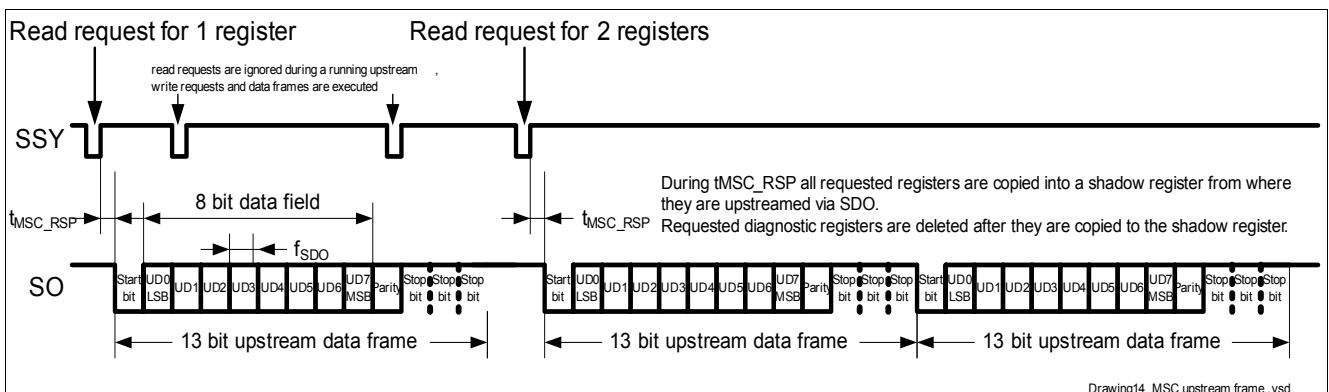 Read request for 1 register
Read request for 2 registers
read requests are ignored during a running upstream ,
write requests and data frames are executed
SSY
During tMSC_RSP all requested registers are copied into a shadow register from where
they are upstreamed via SDO.
Requested diagnostic registers are deleted after they are copied to the shadow register.
tMSC_RSP
8 bit data field
tMSC_RSP
fSDO
SO
Start bit UD0 LSB UD1 UD2 UD3 UD4 UD5 UD6 UD7 MSB Parity Stop bit Stop bit Stop bit
Start bit UD0 LSB UD1 UD2 UD3 UD4 UD5 UD6 UD7 MSB Parity Stop bit Stop bit Stop bit
Start bit UD0 LSB UD1 UD2 UD3 UD4 UD5 UD6 UD7 MSB Parity Stop bit Stop bit Stop bit
13 bit upstream data frame
13 bit upstream data frame
13 bit upstream data frame
Drawing14_MSC upstream frame .vsd